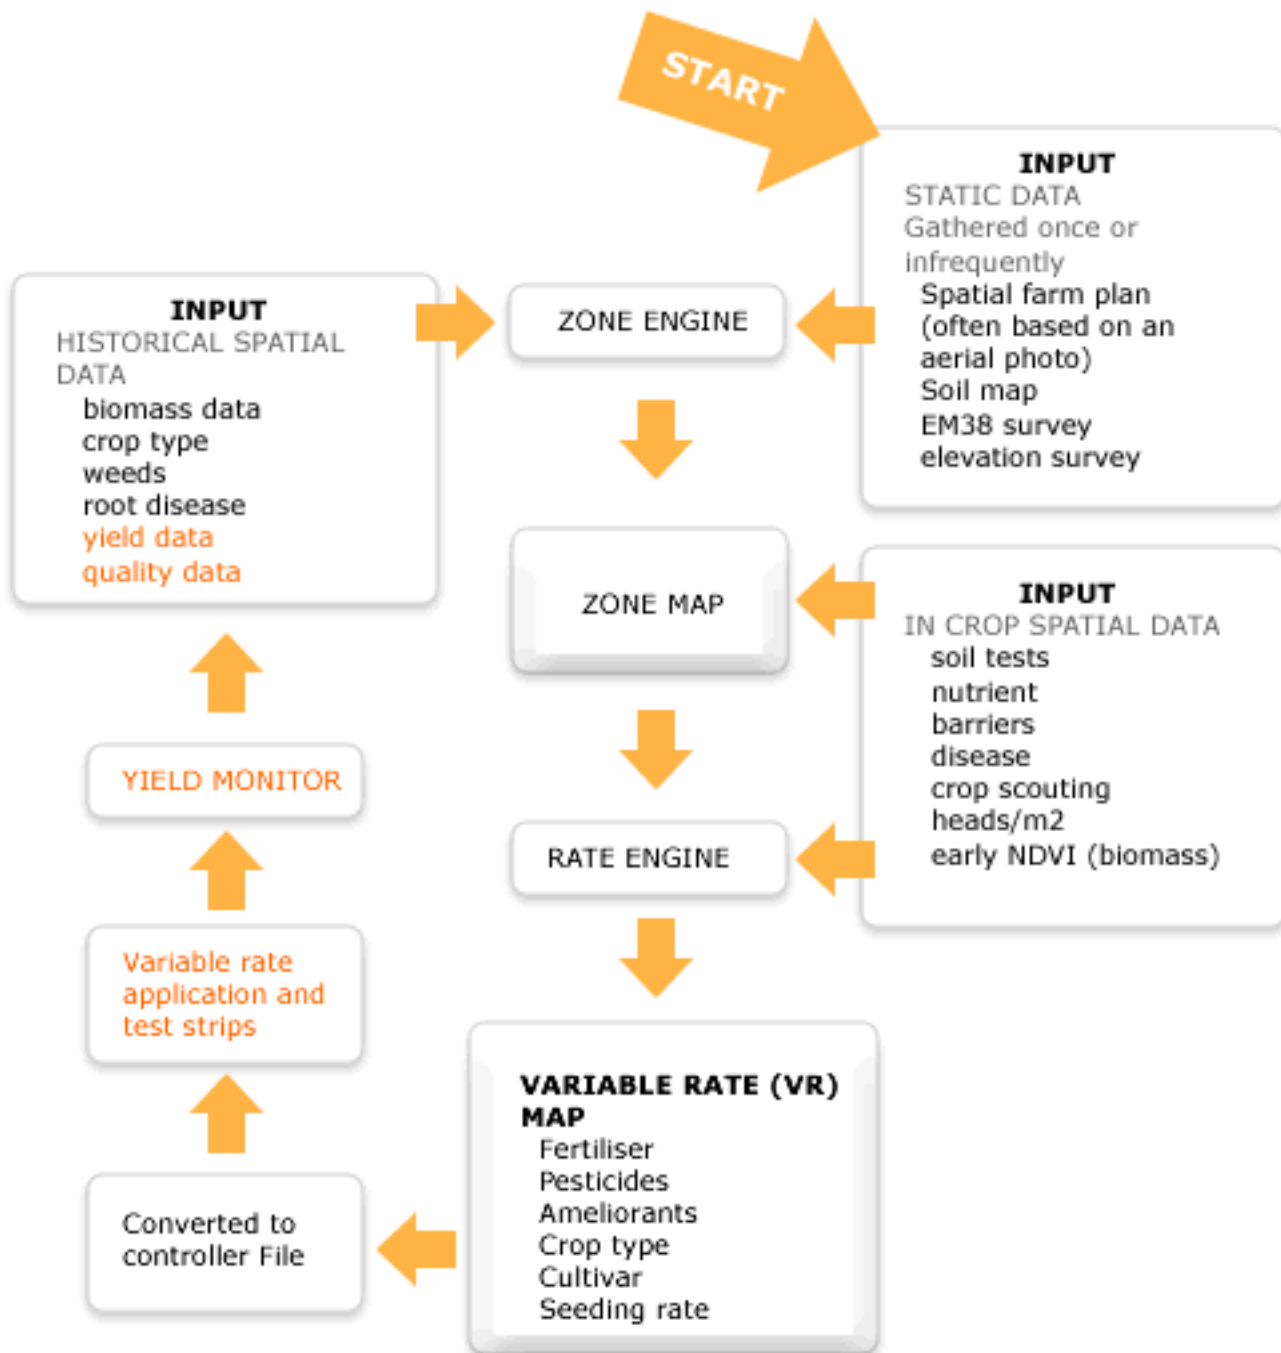 START
INPUT
STATIC DATA
Gathered once or
infrequently
Spatial farm plan
(often based on an
aerial photo)
Soil map
EM38 survey
elevation survey
INPUT
HISTORICAL SPATIAL
DATA
biomass data
crop type
weeds
root disease
yield data
quality data
ZONE ENGINE
ZONE MAP
INPUT
IN CROP SPATIAL DATA
soil tests
nutrient
barriers
disease
crop scouting
heads/m2
early NDVI (biomass)
RATE ENGINE
VARIABLE RATE (VR)
MAP
Fertiliser
Pesticides
Ameliorants
Crop type
Cultivar
Seeding rate
Converted to
controller File
Variable rate
application and
test strips
YIELD MONITOR